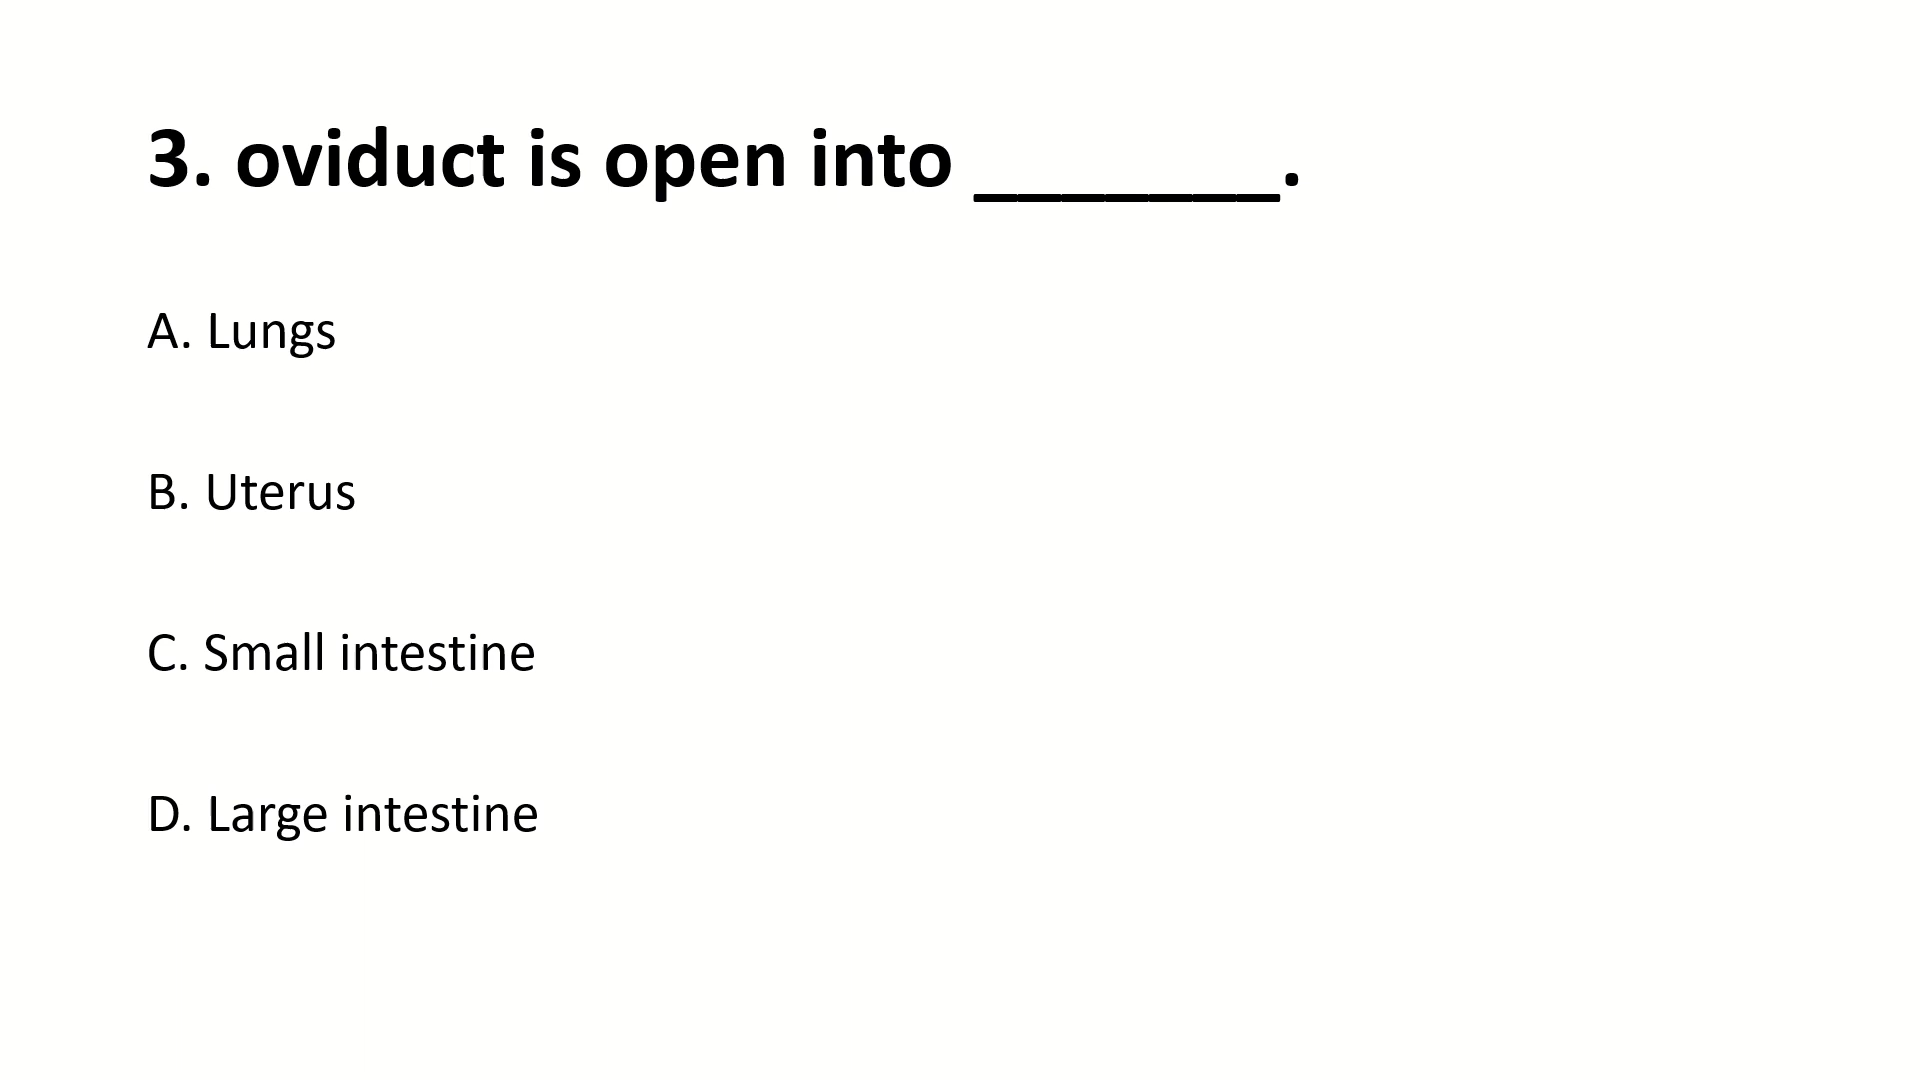 3. oviduct is open into _______.
A. Lungs
B. Uterus
C. Small intestine
D. Large intestine